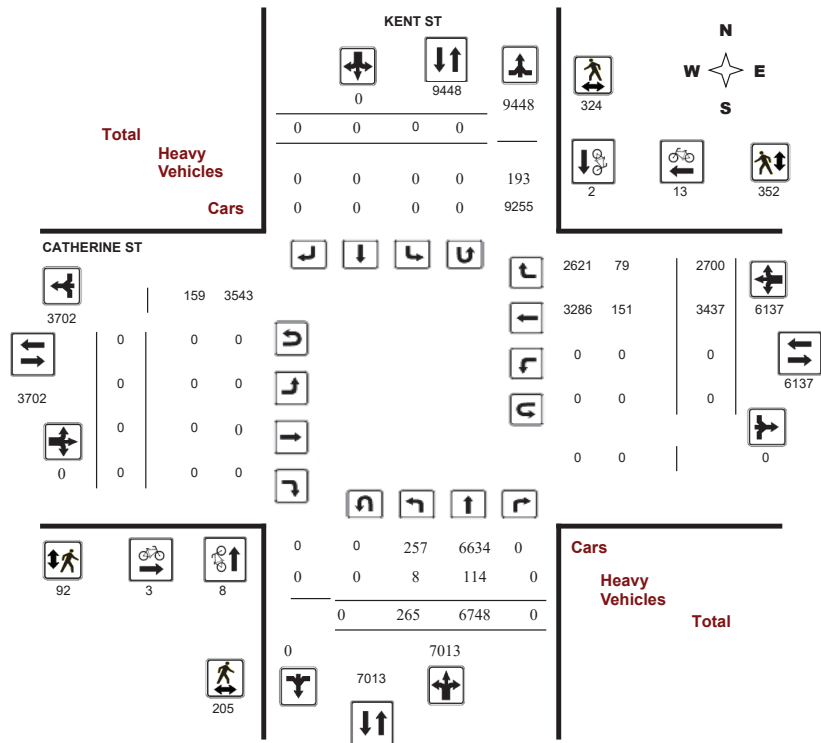 KENT ST
N
W E
S
0 9448 9448 324
Total 0 0 0 0
Heavy
Vehicles 0 0 0 0 193
2 13 352
Cars 0 0 0 0 9255
CATHERINE ST
2621 79 2700
159 3543
3702
3286 151 3437 6137
0 0 0
0 0 0
3702
6137
0 0 0
0 0 0
0 0 0
0 0 0
0 0 0
0 0 0
0 0 257 6634 0
Cars
0 0 8 114 0
Heavy
Vehicles
92 3 8
0 265 6748 0
Total
0 7013
7013
205